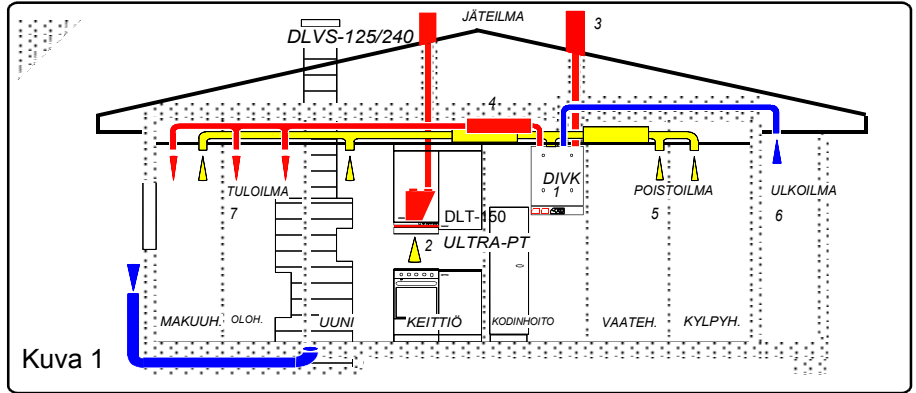 JÄTEILMA
3
DLVS-125/240
4
TULOILMA
7
DIVK
1
POISTOILMA
5
ULKOILMA
6
DLT-150
2
ULTRA-PT
MAKUUH.
OLOH.
UUNI
KEITTIÖ
KODINHOITO
VAATEH.
KYLPYH.
Kuva 1